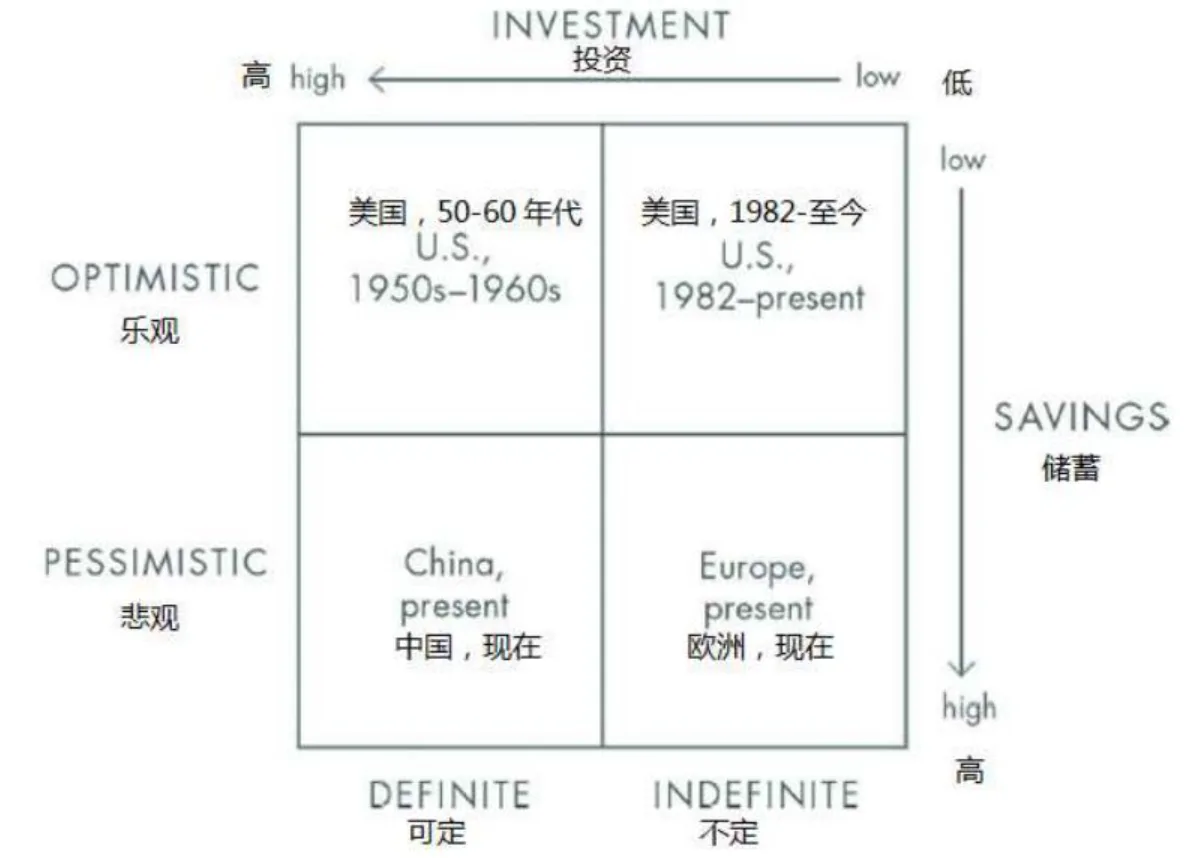 INVESTMENT
投资
高 high low 低
low
美国，50-60 年代
U.S.,
1950s–1960s
美国，1982-至今
U.S.,
1982–present
OPTIMISTIC
乐观
SAVINGS
储蓄
PESSIMISTIC
悲观
China,
present
中国，现在
Europe,
present
欧洲，现在
high
高
DEFINITE
可定
INDEFINITE
不定